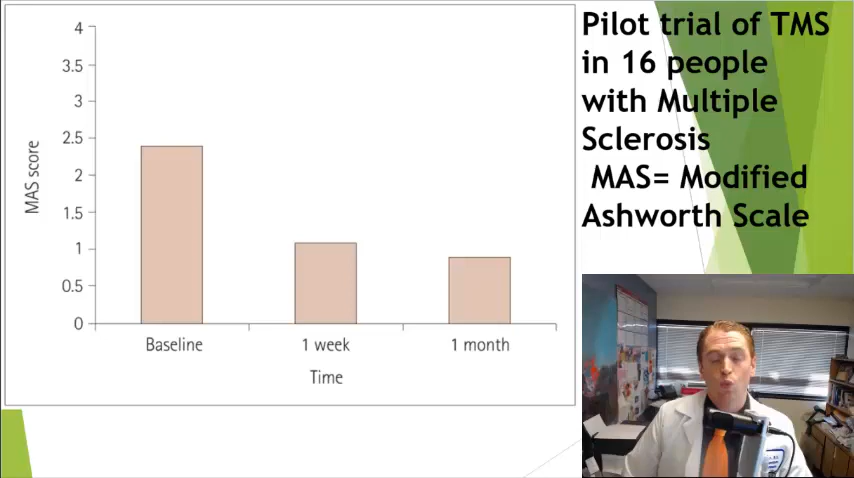 Pilot trial of TMS
in 16 people
with Multiple
Sclerosis
MAS= Modified
Ashworth Scale
MAS score
4
3.5
3
2.5
2
1.5
1
0.5
0
Baseline
1 week
1 month
Time